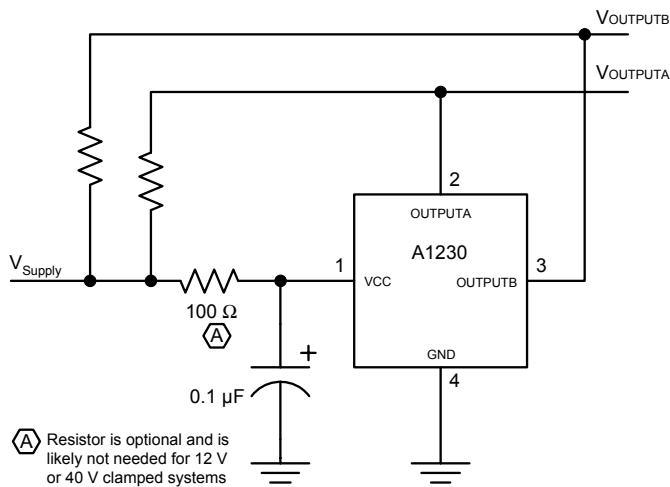 VOUTPUTB
VOUTPUTA
2
OUTPUTA
A1230
VSupply
1
VCC
OUTPUTB
3
100 Ω
A
GND
4
+
0.1 µF
A Resistor is optional and is
likely not needed for 12 V
or 40 V clamped systems